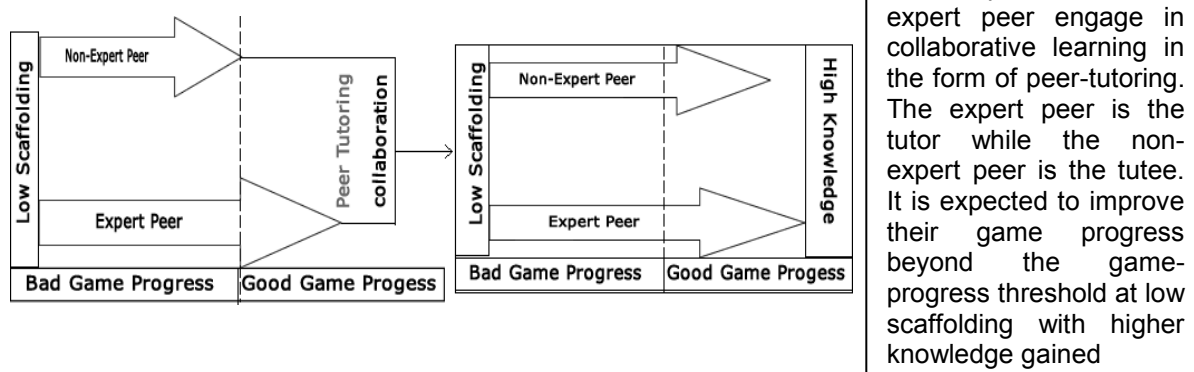 Low Scaffolding
Non-Expert Peer
Expert Peer
Peer Tutoring
collaboration
Bad Game Progress
Good Game Progess
Low Scaffolding
Non-Expert Peer
Expert Peer
High Knowledge
Bad Game Progress
Good Game Progess
expert peer engage in
collaborative learning in
the form of peer-tutoring.
The expert peer is the
tutor while the non-
expert peer is the tutee.
It is expected to improve
their game progress
beyond the game-
progress threshold at low
scaffolding with higher
knowledge gained